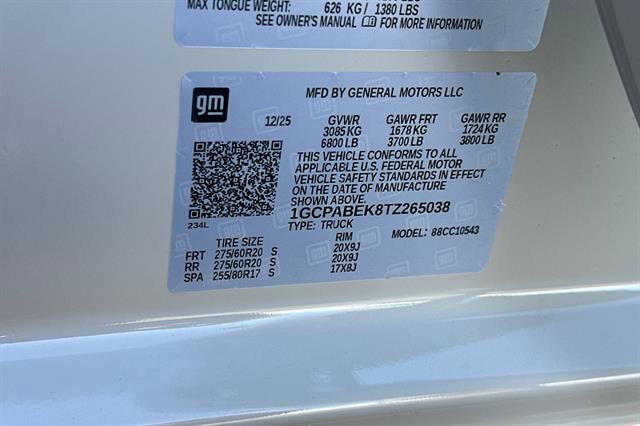 MAX TONGUE WEIGHT: 626 KG/ 1380 LBS
SEE OWNER'S MANUAL FOR MORE INFORMATION
gm
MFD BY GENERAL MOTORS LLC
12/25 GVWR GAWR FRT GAWR RR
3085 KG 1678 KG 1724 KG
6800 LB 3700 LB 3800 LB
THIS VEHICLE CONFORMS TO ALL
APPLICABLE U.S. FEDERAL MOTOR
VEHICLE SAFETY STANDARDS IN EFFECT
ON THE DATE OF MANUFACTURE
SHOWN ABOVE.
1GCPABEK8TZ265038
234L
TYPE: TRUCK MODEL: 88CC10543
TIRE SIZE RIM
FRT 275/60R20 S 20X9J
RR 275/60R20 S 20X9J
SPA 255/80R17 S 17X8J